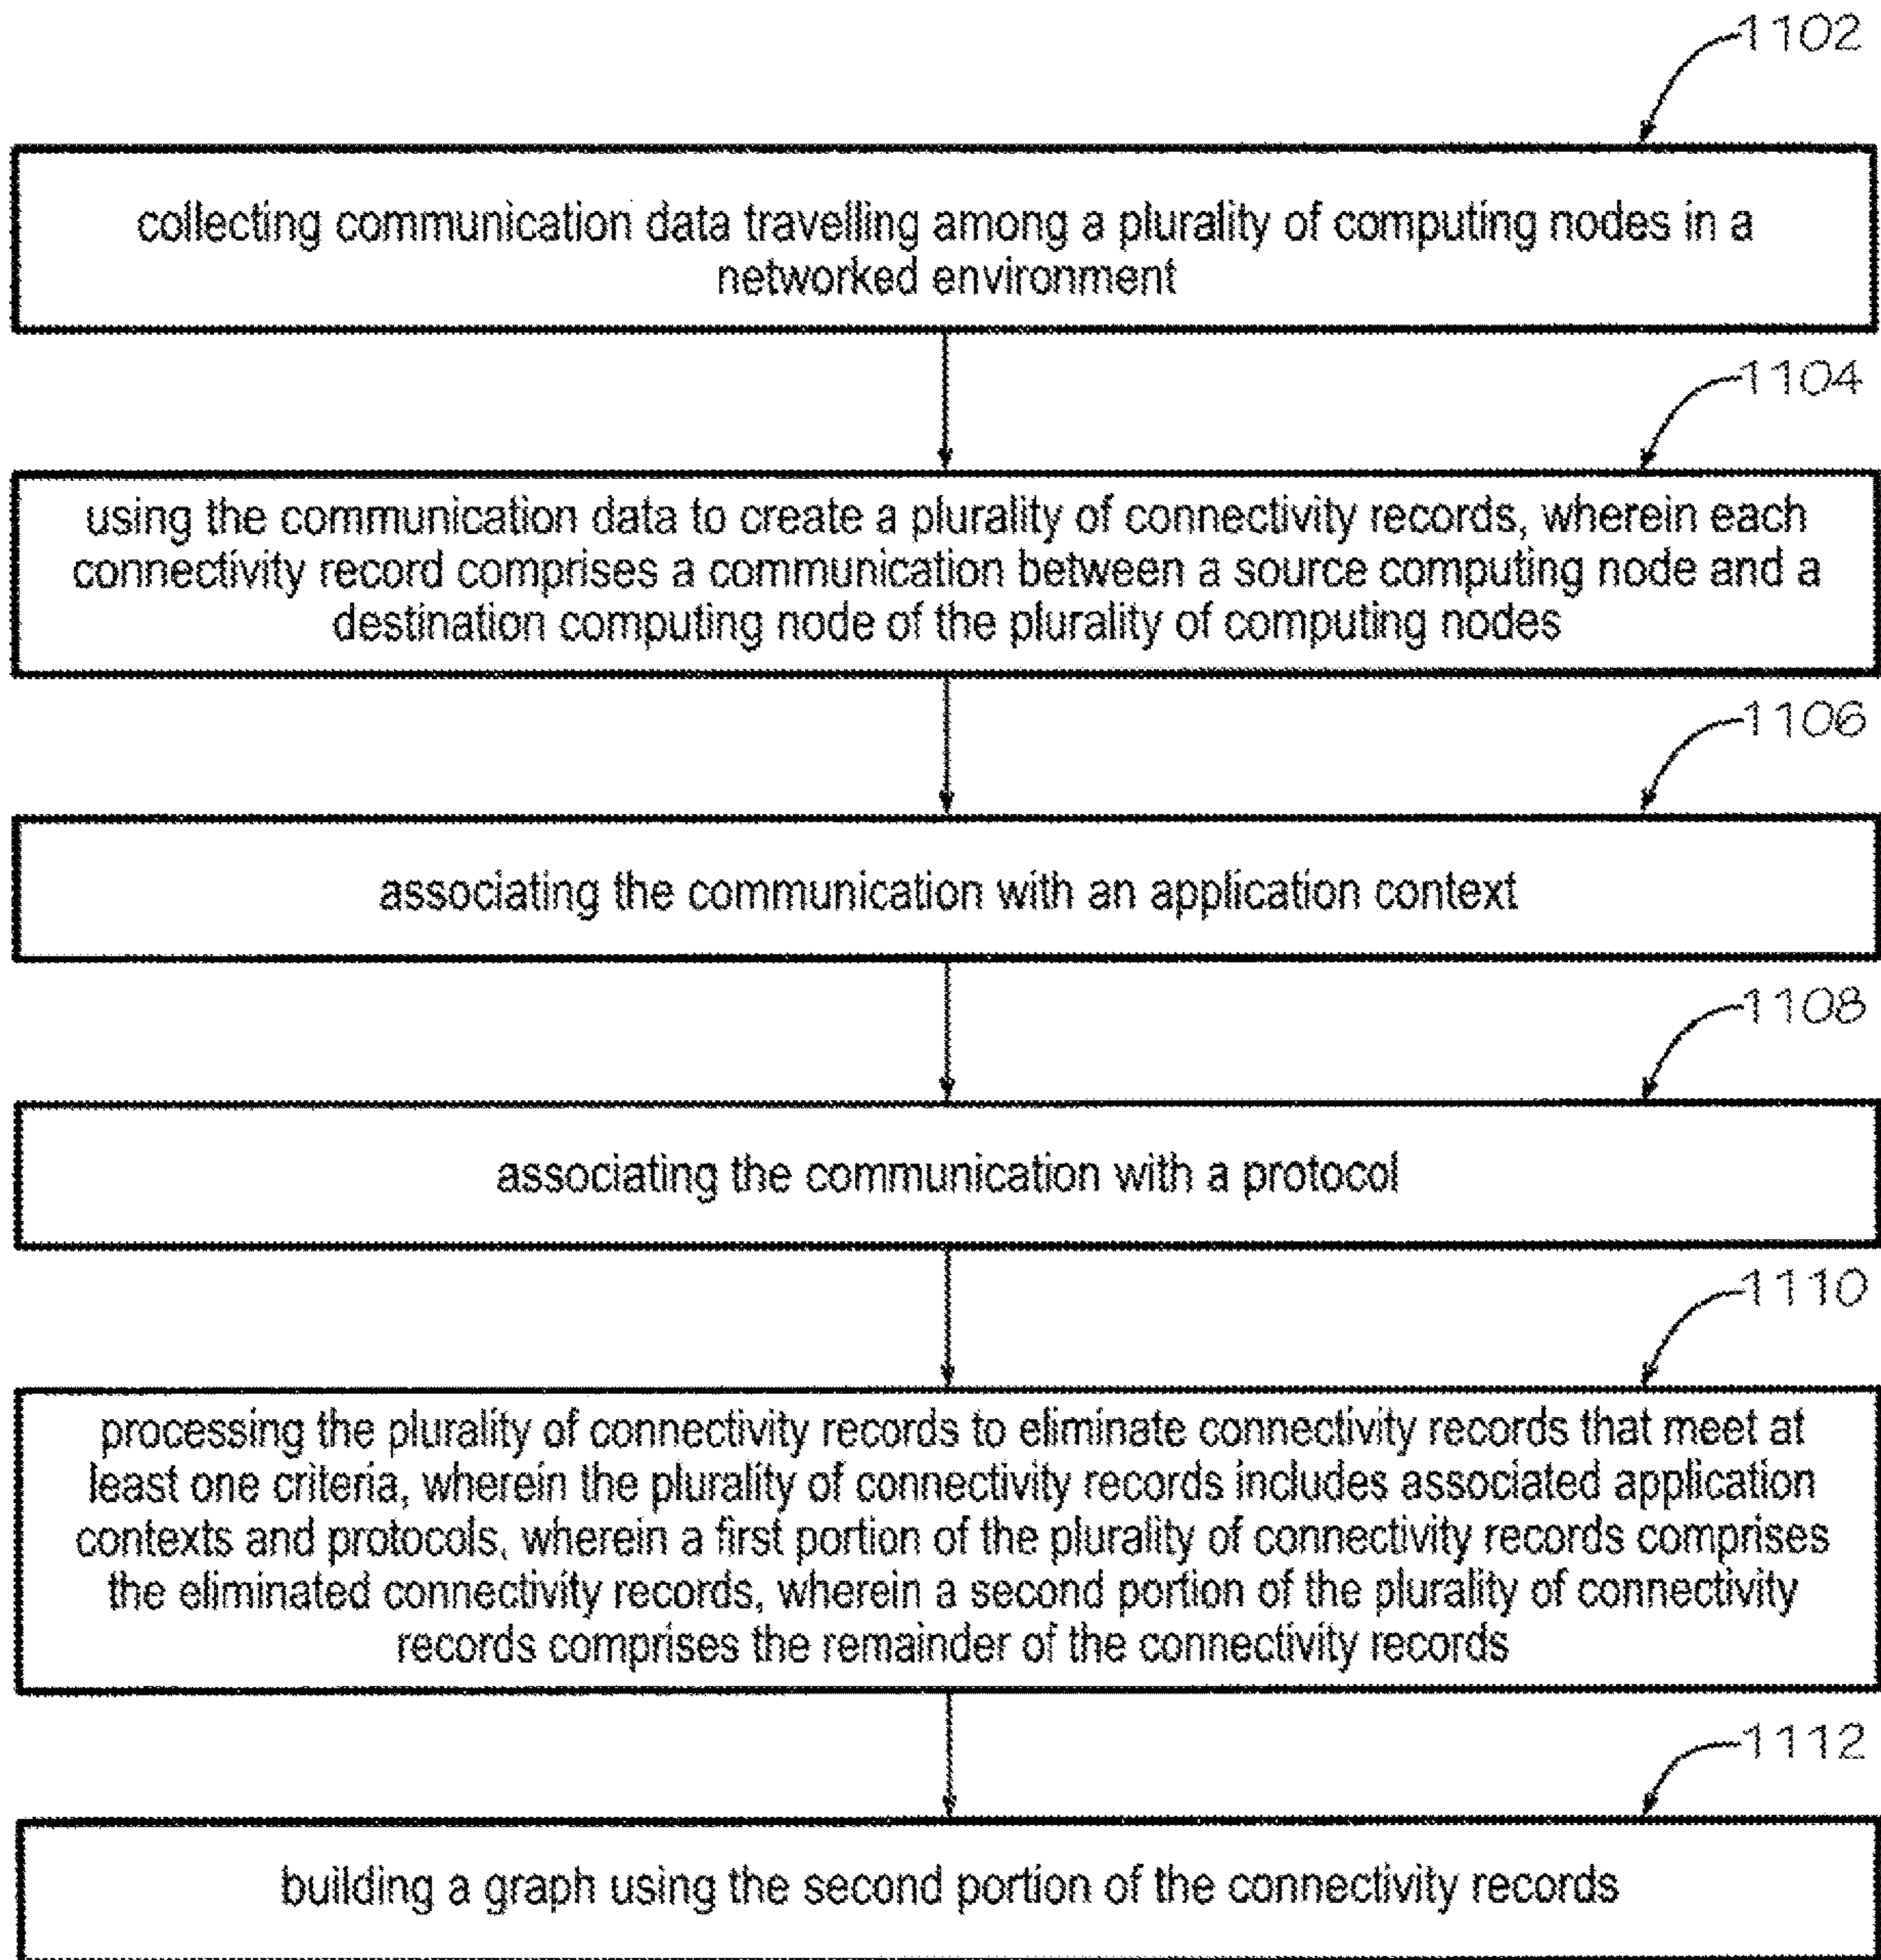 1102
collecting communication data travelling among a plurality of computing nodes in a
networked environment
1104
using the communication data to create a plurality of connectivity records, wherein each
connectivity record comprises a communication between a source computing node and a
destination computing node of the plurality of computing nodes
1106
associating the communication with an application context
1108
associating the communication with a protocol
1110
processing the plurality of connectivity records to eliminate connectivity records that meet at
least one criteria, wherein the plurality of connectivity records includes associated application
contexts and protocols, wherein a first portion of the plurality of connectivity records comprises
the eliminated connectivity records, wherein a second portion of the plurality of connectivity
records comprises the remainder of the connectivity records
1112
building a graph using the second portion of the connectivity records